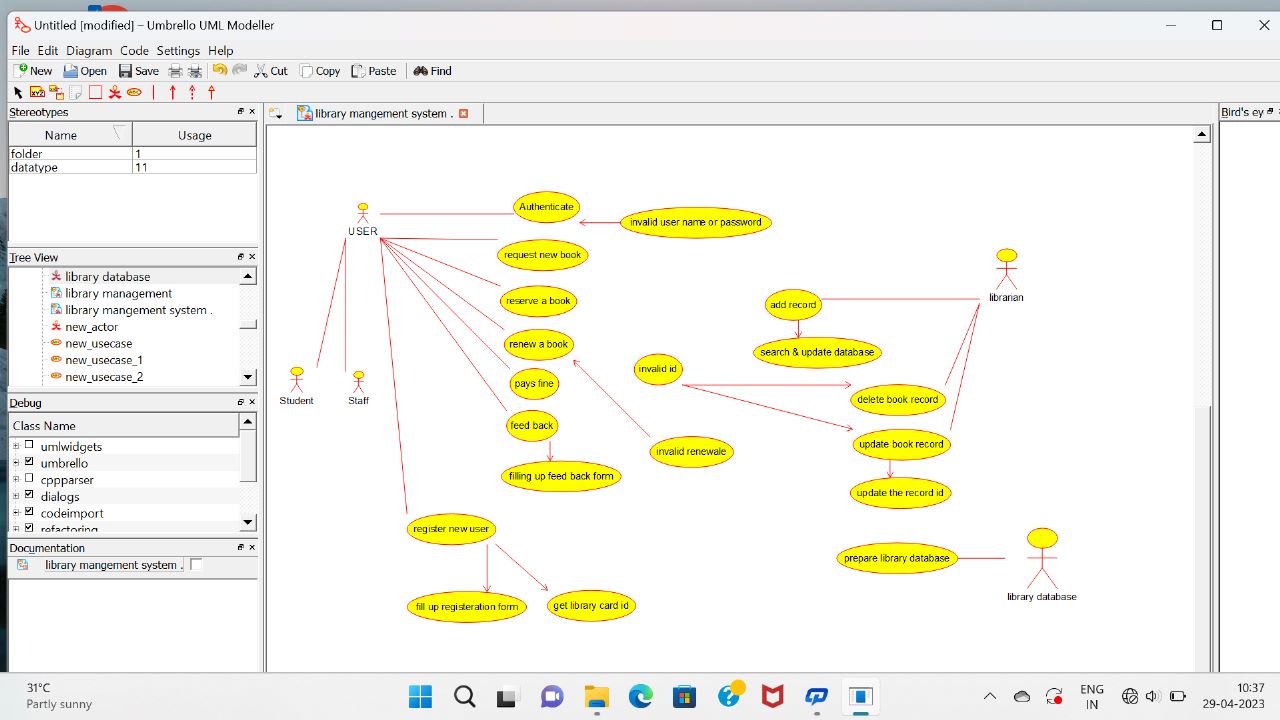 Untitled [modified] – Umbrello UML Modeller
File Edit Diagram Code Settings Help
New Open Save Cut Copy Paste Find
Stereotypes
Name Usage
folder 1
datatype 11
Tree View
library database
library management
library mangement system .
new_actor
new_usecase
new_usecase_1
new_usecase_2
Debug
Class Name
umlwidgets
umbrello
cppparser
dialogs
codeimport
refactoring
Documentation
library mangement system .
library mangement system .
Bird's ey
USER
Student
Staff
Authenticate
invalid user name or password
request new book
reserve a book
renew a book
pays fine
feed back
filling up feed back form
invalid renewale
register new user
fill up registeration form
get library card id
librarian
add record
search & update database
invalid id
delete book record
update book record
update the record id
prepare library database
library database
31°C
Partly sunny
ENG
IN
10:37
29-04-2023